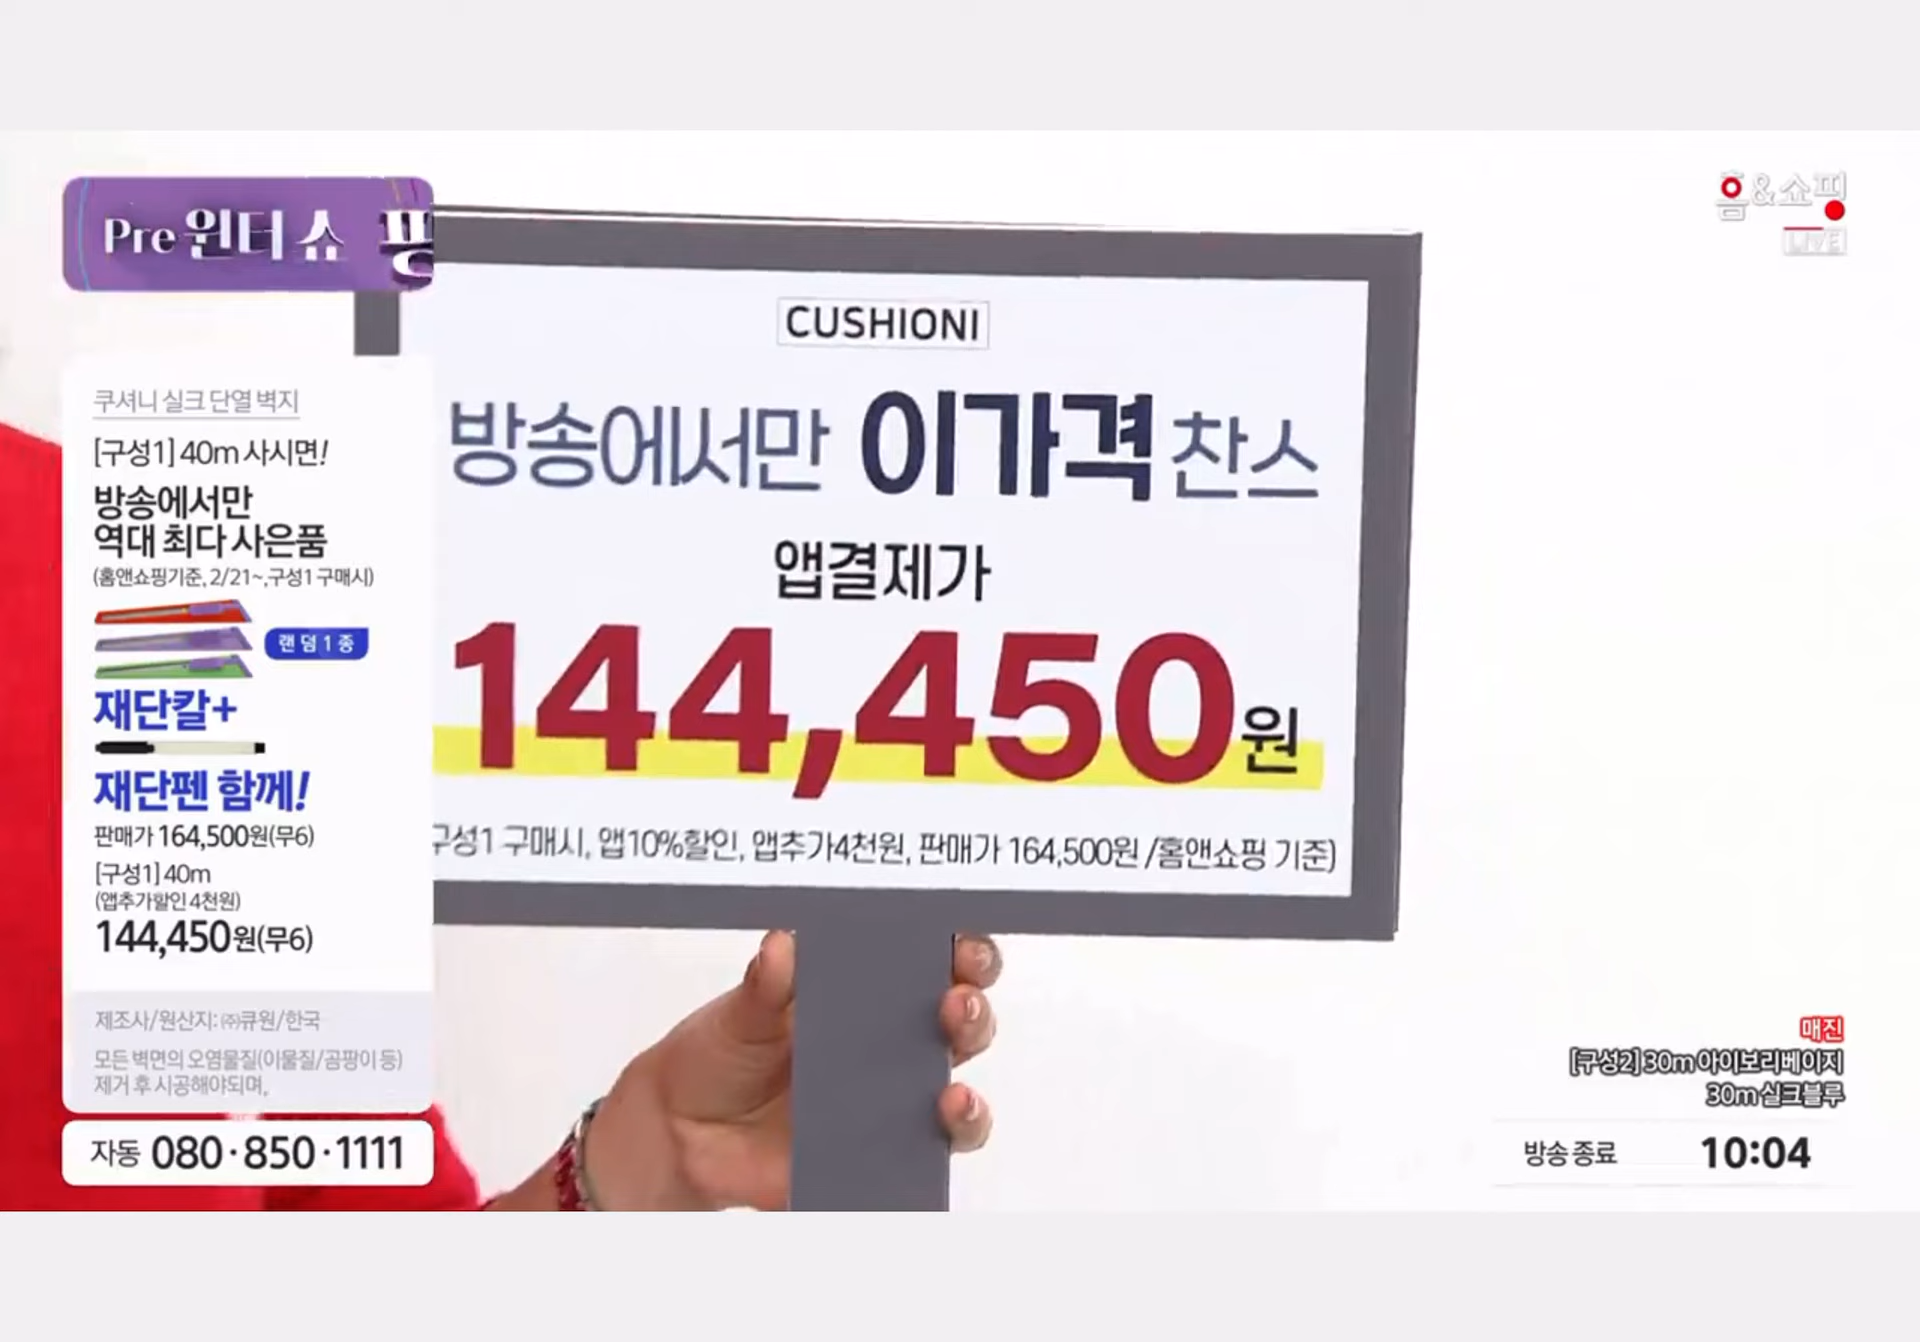 Pre 윈터 쇼핑
홈&쇼핑
LIVE
CUSHIONI
방송에서만 이가격 찬스
앱결제가
144,450원
구성1 구매시, 앱10%할인, 앱추가4천원, 판매가 164,500원 /홈앤쇼핑 기준)
쿠셔니 실크 단열 벽지
[구성1] 40m 사시면!
방송에서만
역대 최다 사은품
(홈앤쇼핑기준, 2/21~,구성1 구매시)
랜덤1종
재단칼+
재단펜 함께!
판매가 164,500원(무6)
[구성1] 40m
(앱추가할인 4천원)
144,450원(무6)
제조사/원산지: ㈜큐원/한국
모든 벽면의 오염물질(이물질/곰팡이 등)
제거 후 시공해야되며,
자동 080·850·1111
매진
[구성2] 30m 아이보리베이지
30m 실크블루
방송 종료 10:04